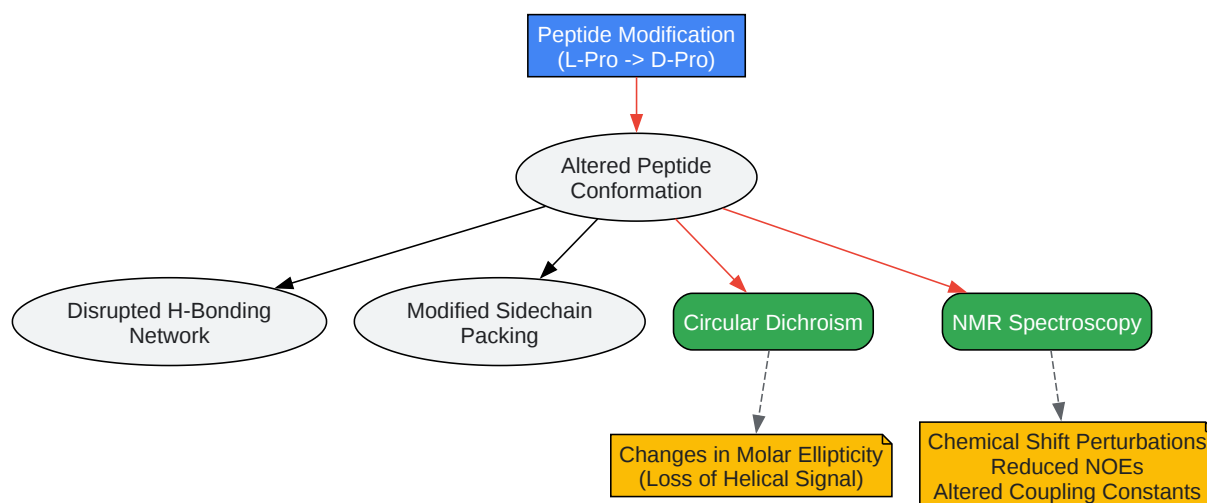 Peptide Modification
(L-Pro -> D-Pro)
Altered Peptide
Conformation
Disrupted H-Bonding
Network
Modified Sidechain
Packing
Circular Dichroism
NMR Spectroscopy
Changes in Molar Ellipticity
(Loss of Helical Signal)
Chemical Shift Perturbations
Reduced NOEs
Altered Coupling Constants